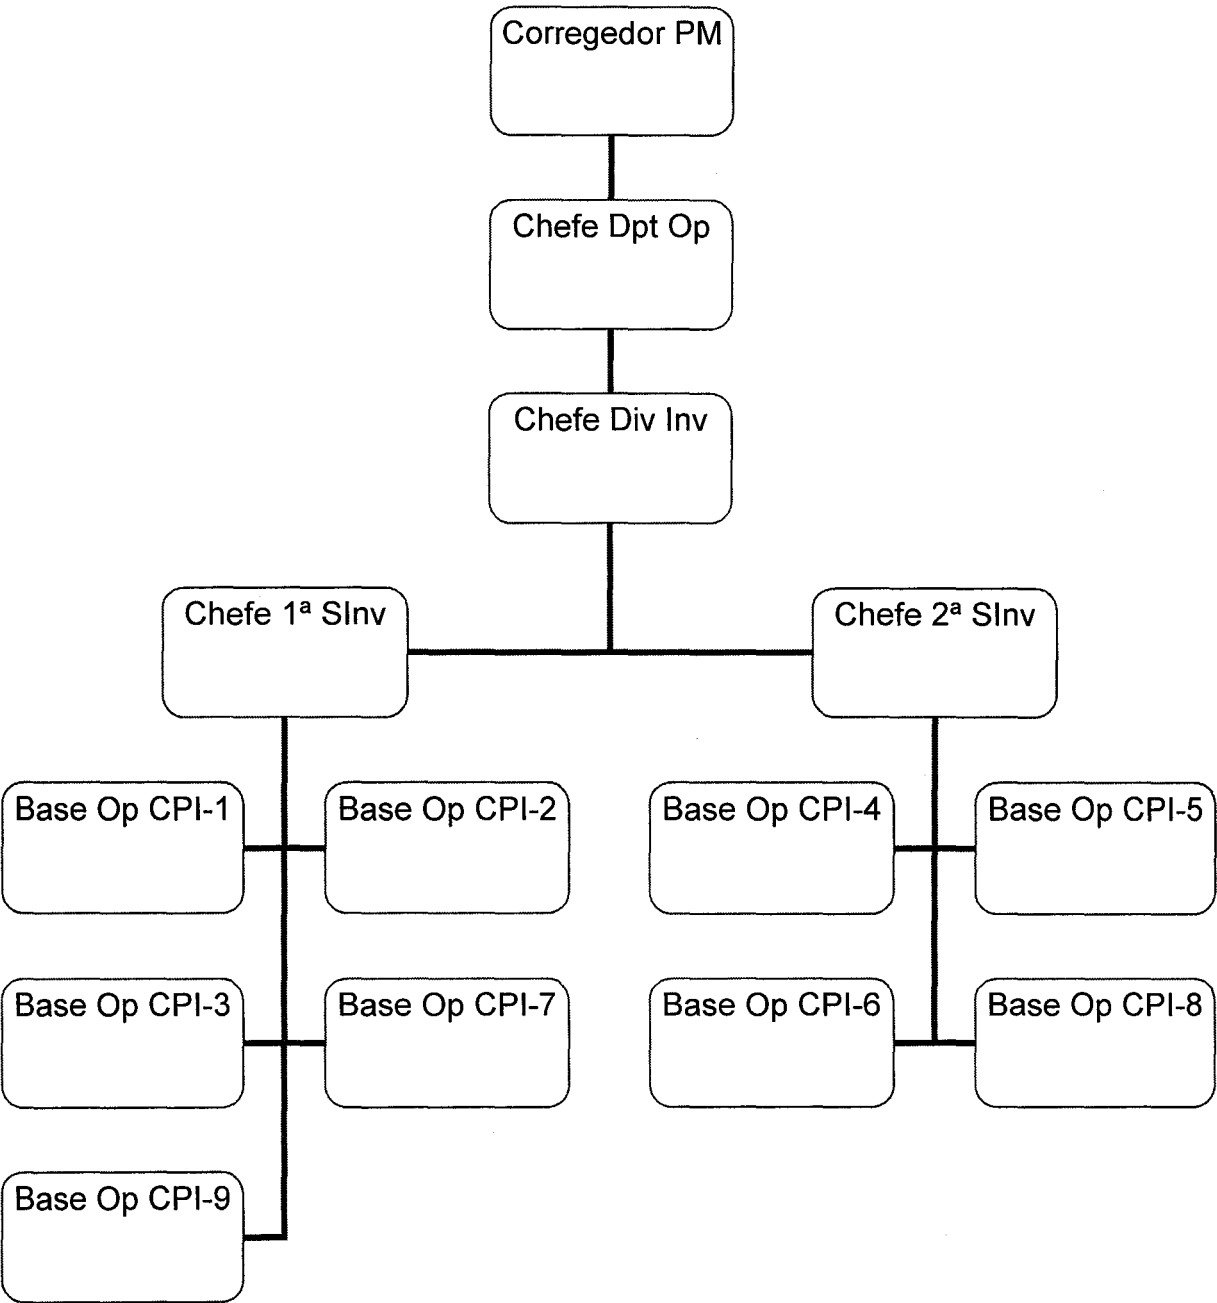 Corregedor PM
Chefe Dpt Op
Chefe Div Inv
Chefe 1ª SInv
Chefe 2ª SInv
Base Op CPI-1
Base Op CPI-2
Base Op CPI-4
Base Op CPI-5
Base Op CPI-3
Base Op CPI-7
Base Op CPI-6
Base Op CPI-8
Base Op CPI-9